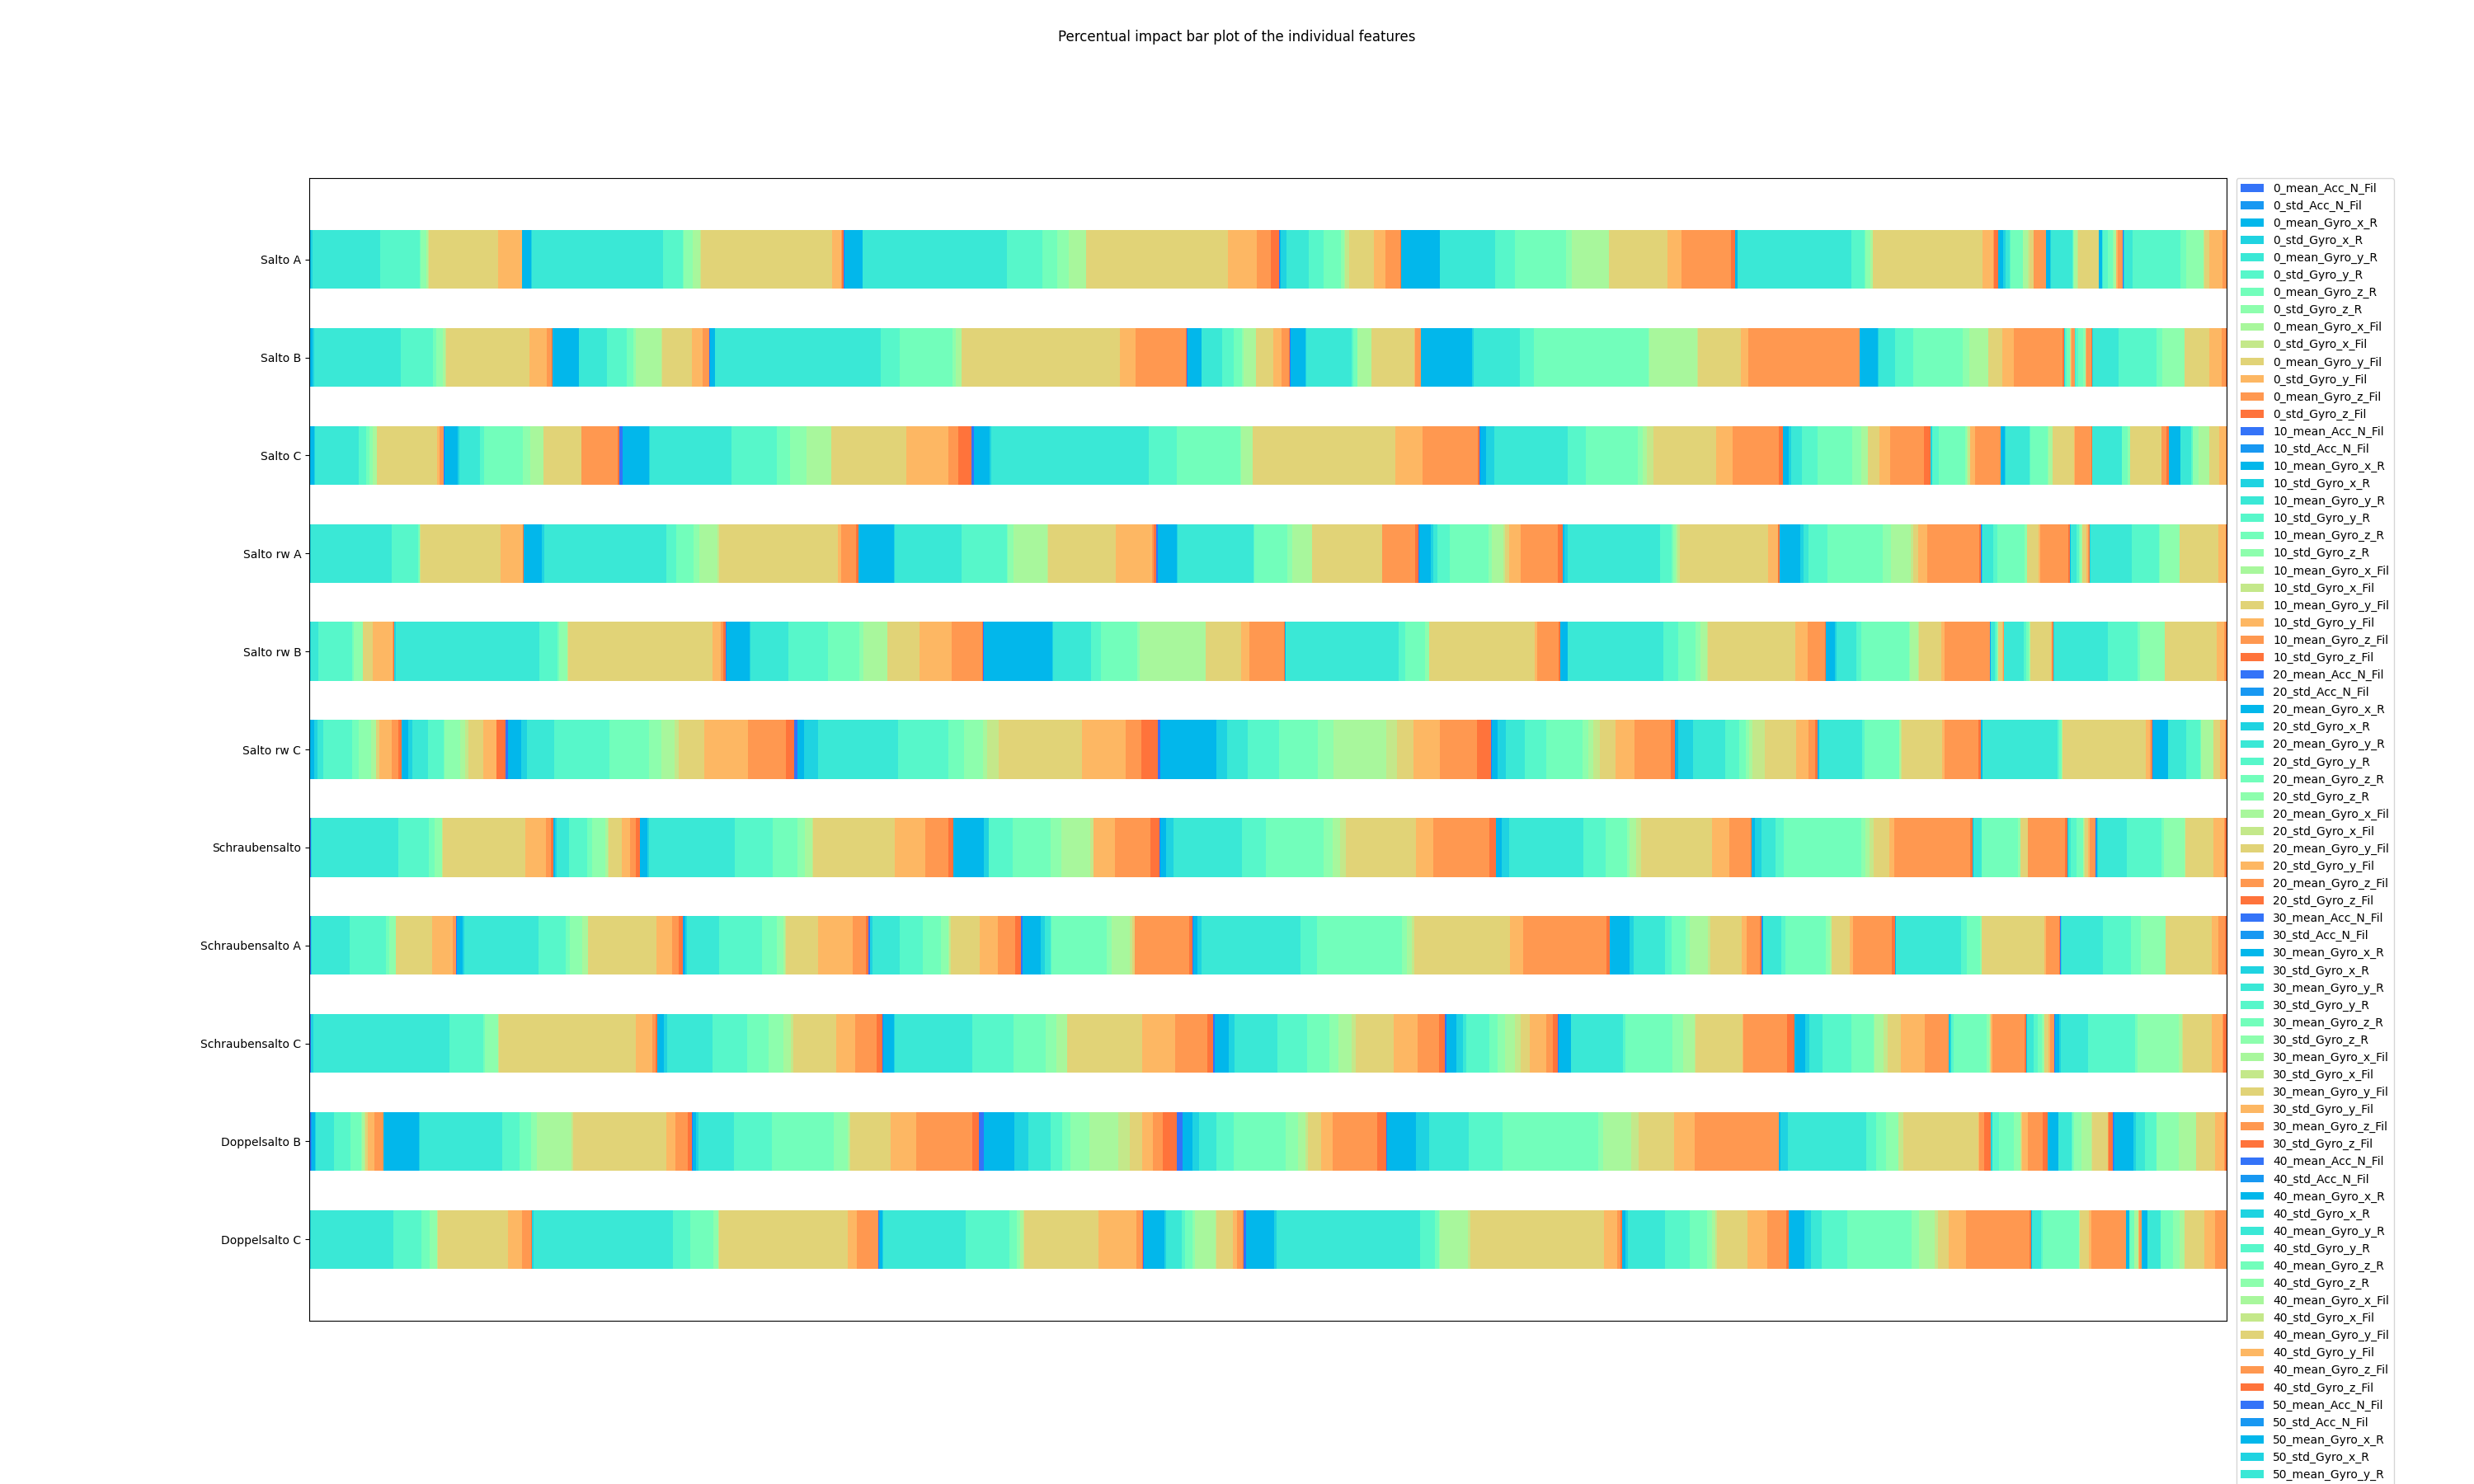 Percentual impact bar plot of the individual features
Salto A
Salto B
Salto C
Salto rw A
Salto rw B
Salto rw C
Schraubensalto
Schraubensalto A
Schraubensalto C
Doppelsalto B
Doppelsalto C
0_mean_Acc_N_Fil
0_std_Acc_N_Fil
0_mean_Gyro_x_R
0_std_Gyro_x_R
0_mean_Gyro_y_R
0_std_Gyro_y_R
0_mean_Gyro_z_R
0_std_Gyro_z_R
0_mean_Gyro_x_Fil
0_std_Gyro_x_Fil
0_mean_Gyro_y_Fil
0_std_Gyro_y_Fil
0_mean_Gyro_z_Fil
0_std_Gyro_z_Fil
10_mean_Acc_N_Fil
10_std_Acc_N_Fil
10_mean_Gyro_x_R
10_std_Gyro_x_R
10_mean_Gyro_y_R
10_std_Gyro_y_R
10_mean_Gyro_z_R
10_std_Gyro_z_R
10_mean_Gyro_x_Fil
10_std_Gyro_x_Fil
10_mean_Gyro_y_Fil
10_std_Gyro_y_Fil
10_mean_Gyro_z_Fil
10_std_Gyro_z_Fil
20_mean_Acc_N_Fil
20_std_Acc_N_Fil
20_mean_Gyro_x_R
20_std_Gyro_x_R
20_mean_Gyro_y_R
20_std_Gyro_y_R
20_mean_Gyro_z_R
20_std_Gyro_z_R
20_mean_Gyro_x_Fil
20_std_Gyro_x_Fil
20_mean_Gyro_y_Fil
20_std_Gyro_y_Fil
20_mean_Gyro_z_Fil
20_std_Gyro_z_Fil
30_mean_Acc_N_Fil
30_std_Acc_N_Fil
30_mean_Gyro_x_R
30_std_Gyro_x_R
30_mean_Gyro_y_R
30_std_Gyro_y_R
30_mean_Gyro_z_R
30_std_Gyro_z_R
30_mean_Gyro_x_Fil
30_std_Gyro_x_Fil
30_mean_Gyro_y_Fil
30_std_Gyro_y_Fil
30_mean_Gyro_z_Fil
30_std_Gyro_z_Fil
40_mean_Acc_N_Fil
40_std_Acc_N_Fil
40_mean_Gyro_x_R
40_std_Gyro_x_R
40_mean_Gyro_y_R
40_std_Gyro_y_R
40_mean_Gyro_z_R
40_std_Gyro_z_R
40_mean_Gyro_x_Fil
40_std_Gyro_x_Fil
40_mean_Gyro_y_Fil
40_std_Gyro_y_Fil
40_mean_Gyro_z_Fil
40_std_Gyro_z_Fil
50_mean_Acc_N_Fil
50_std_Acc_N_Fil
50_mean_Gyro_x_R
50_std_Gyro_x_R
50_mean_Gyro_y_R